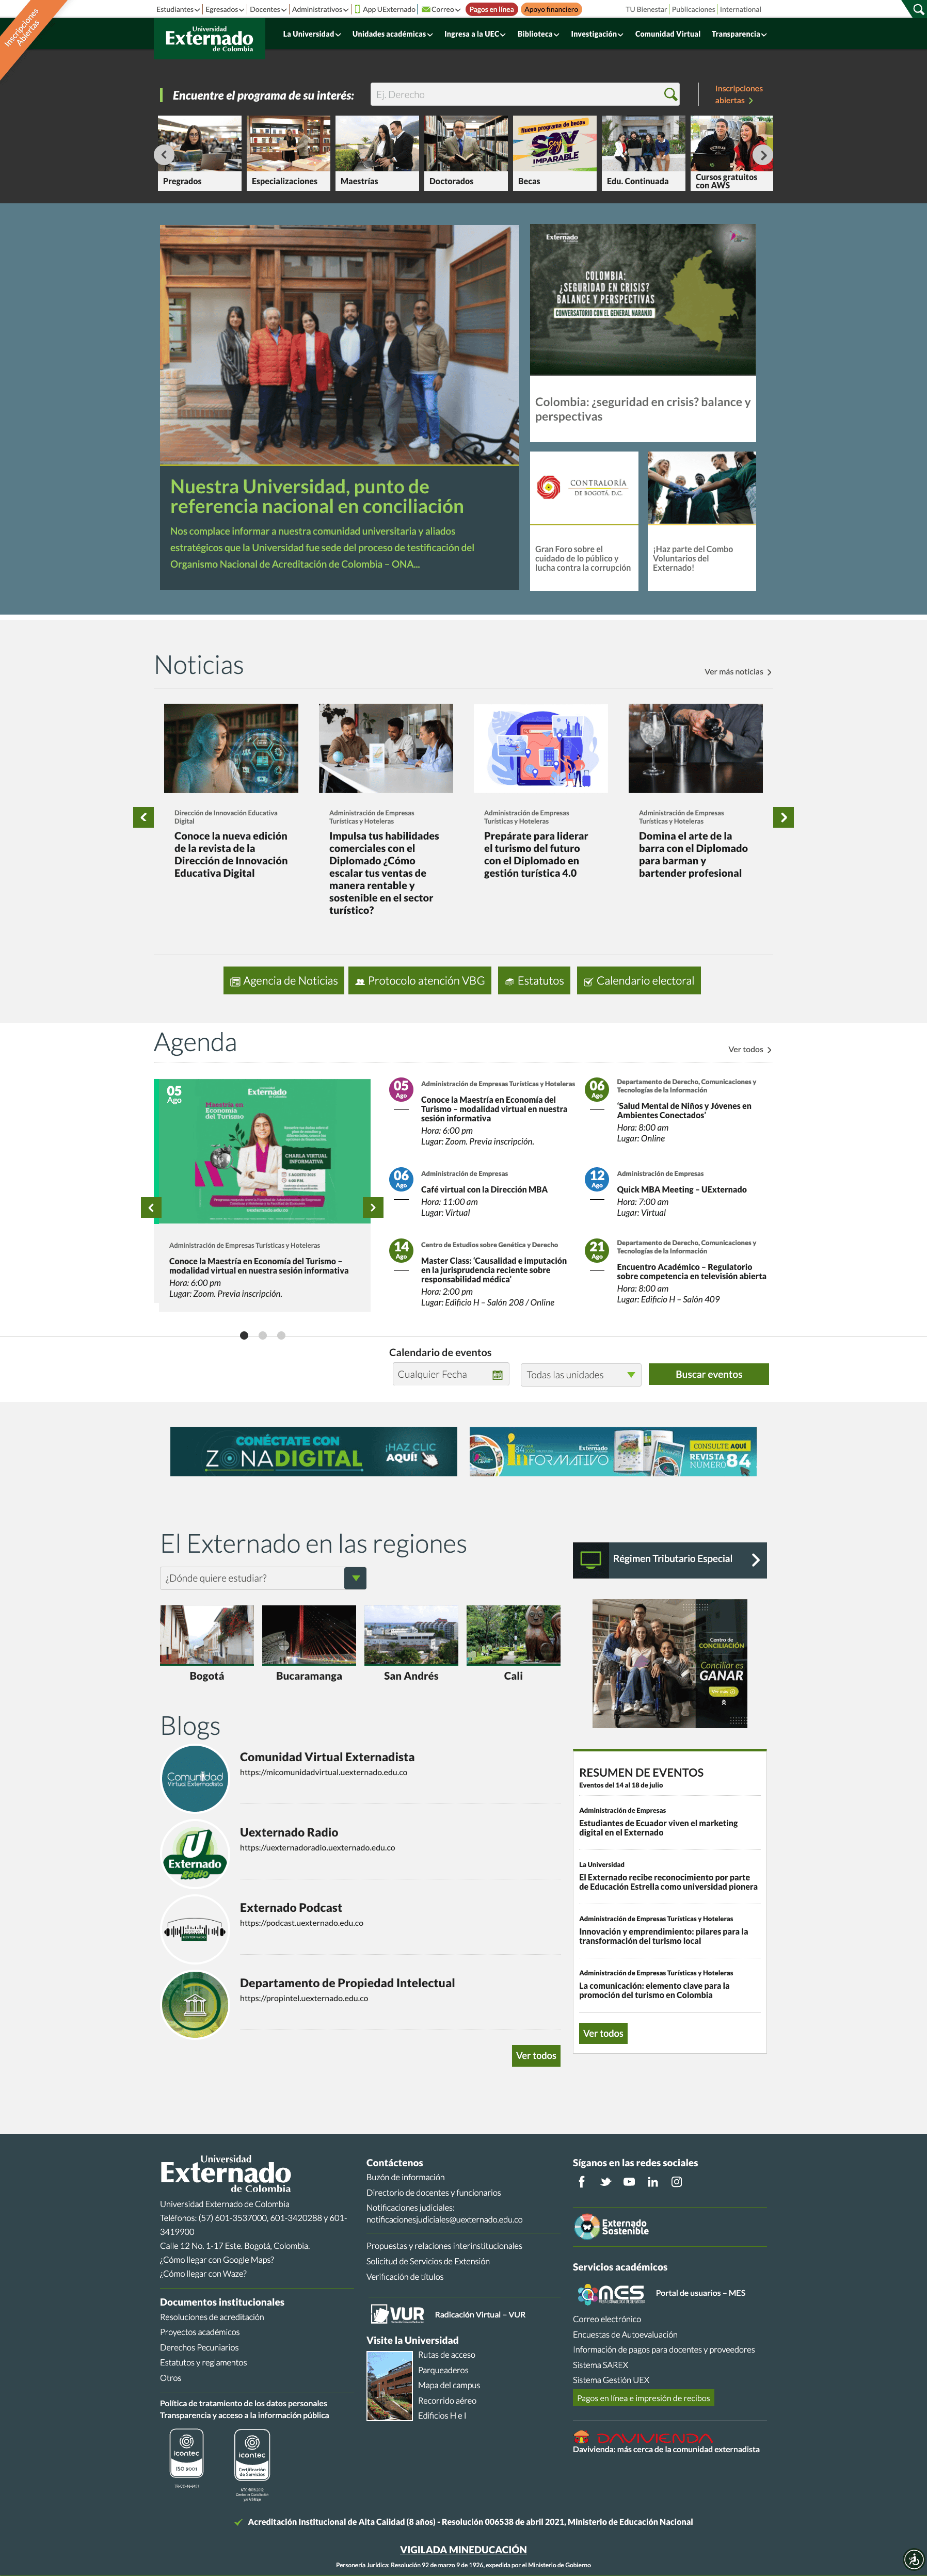 Inscripciones
Abiertas
Estudiantes
Egresados
Docentes
Administrativos
App UExternado
Correo
Pagos en línea
Apoyo financiero
TU Bienestar
Publicaciones
International
Universidad
Externado
de Colombia
La Universidad
Unidades académicas
Ingresa a la UEC
Biblioteca
Investigación
Comunidad Virtual
Transparencia
Encuentre el programa de su interés:
Ej. Derecho
Inscripciones
abiertas
Pregrados
Especializaciones
Maestrías
Doctorados
Nuevo programa de becas
SOY
IMPARABLE
Becas
Edu. Continuada
Cursos gratuitos
con AWS
Nuestra Universidad, punto de
referencia nacional en conciliación
Nos complace informar a nuestra comunidad universitaria y aliados
estratégicos que la Universidad fue sede del proceso de testificación del
Organismo Nacional de Acreditación de Colombia – ONA...
Externado
COLOMBIA:
¿SEGURIDAD EN CRISIS?
BALANCE Y PERSPECTIVAS
CONVERSATORIO CON EL GENERAL NARANJO
Colombia: ¿seguridad en crisis? balance y
perspectivas
CONTRALORÍA
DE BOGOTÁ, D.C.
Gran Foro sobre el
cuidado de lo público y
lucha contra la corrupción
¡Haz parte del Combo
Voluntarios del
Externado!
Noticias
Ver más noticias
Dirección de Innovación Educativa
Digital
Conoce la nueva edición
de la revista de la
Dirección de Innovación
Educativa Digital
Administración de Empresas
Turísticas y Hoteleras
Impulsa tus habilidades
comerciales con el
Diplomado ¿Cómo
escalar tus ventas de
manera rentable y
sostenible en el sector
turístico?
Administración de Empresas
Turísticas y Hoteleras
Prepárate para liderar
el turismo del futuro
con el Diplomado en
gestión turística 4.0
Administración de Empresas
Turísticas y Hoteleras
Domina el arte de la
barra con el Diplomado
para barman y
bartender profesional
Agencia de Noticias
Protocolo atención VBG
Estatutos
Calendario electoral
Agenda
Ver todos
05
Ago
Externado
Maestría en
Economía
del Turismo
CHARLA VIRTUAL
INFORMATIVA
Administración de Empresas Turísticas y Hoteleras
Conoce la Maestría en Economía del Turismo –
modalidad virtual en nuestra sesión informativa
Hora: 6:00 pm
Lugar: Zoom. Previa inscripción.
05
Ago
Administración de Empresas Turísticas y Hoteleras
Conoce la Maestría en Economía del
Turismo – modalidad virtual en nuestra
sesión informativa
Hora: 6:00 pm
Lugar: Zoom. Previa inscripción.
06
Ago
Departamento de Derecho, Comunicaciones y
Tecnologías de la Información
‘Salud Mental de Niños y Jóvenes en
Ambientes Conectados’
Hora: 8:00 am
Lugar: Online
06
Ago
Administración de Empresas
Café virtual con la Dirección MBA
Hora: 11:00 am
Lugar: Virtual
12
Ago
Administración de Empresas
Quick MBA Meeting – UExternado
Hora: 7:00 am
Lugar: Virtual
14
Ago
Centro de Estudios sobre Genética y Derecho
Master Class: ‘Causalidad e imputación
en la jurisprudencia reciente sobre
responsabilidad médica’
Hora: 2:00 pm
Lugar: Edificio H – Salón 208 / Online
21
Ago
Departamento de Derecho, Comunicaciones y
Tecnologías de la Información
Encuentro Académico – Regulatorio
sobre competencia en televisión abierta
Hora: 8:00 am
Lugar: Edificio H – Salón 409
Calendario de eventos
Cualquier Fecha
Todas las unidades
Buscar eventos
CONÉCTATE CON
ZONADIGITAL
¡HAZ CLIC
AQUÍ!
84
Externado
inFORMATIVO
CONSULTE AQUÍ
REVISTA
NÚMERO 84
El Externado en las regiones
¿Dónde quiere estudiar?
Bogotá
Bucaramanga
San Andrés
Cali
Régimen Tributario Especial
Centro de
CONCILIACIÓN
Conciliar es
GANAR
Ver más
Blogs
Comunidad
Virtual Externadista
Comunidad Virtual Externadista
https://micomunidadvirtual.uexternado.edu.co
U
Externado
Radio
Uexternado Radio
https://uexternadoradio.uexternado.edu.co
Externado Podcast
https://podcast.uexternado.edu.co
Departamento de Propiedad Intelectual
https://propintel.uexternado.edu.co
Ver todos
RESUMEN DE EVENTOS
Eventos del 14 al 18 de julio
Administración de Empresas
Estudiantes de Ecuador viven el marketing
digital en el Externado
La Universidad
El Externado recibe reconocimiento por parte
de Educación Estrella como universidad pionera
Administración de Empresas Turísticas y Hoteleras
Innovación y emprendimiento: pilares para la
transformación del turismo local
Administración de Empresas Turísticas y Hoteleras
La comunicación: elemento clave para la
promoción del turismo en Colombia
Ver todos
Universidad
Externado
de Colombia
Universidad Externado de Colombia
Teléfonos: (57) 601-3537000, 601-3420288 y 601-
3419900
Calle 12 No. 1-17 Este. Bogotá, Colombia.
¿Cómo llegar con Google Maps?
¿Cómo llegar con Waze?
Documentos institucionales
Resoluciones de acreditación
Proyectos académicos
Derechos Pecuniarios
Estatutos y reglamentos
Otros
Política de tratamiento de los datos personales
Transparencia y acceso a la información pública
icontec
ISO 9001
icontec
Certificación
de Servicios
Contáctenos
Buzón de información
Directorio de docentes y funcionarios
Notificaciones judiciales:
notificacionesjudiciales@uexternado.edu.co
Propuestas y relaciones interinstitucionales
Solicitud de Servicios de Extensión
Verificación de títulos
VUR
Radicación Virtual – VUR
Visite la Universidad
Rutas de acceso
Parqueaderos
Mapa del campus
Recorrido aéreo
Edificios H e I
Síganos en las redes sociales
Externado
Sostenible
Servicios académicos
MES
Portal de usuarios – MES
Correo electrónico
Encuestas de Autoevaluación
Información de pagos para docentes y proveedores
Sistema SAREX
Sistema Gestión UEX
Pagos en línea e impresión de recibos
DAVIVIENDA
Davivienda: más cerca de la comunidad externadista
Acreditación Institucional de Alta Calidad (8 años) - Resolución 006538 de abril 2021, Ministerio de Educación Nacional
VIGILADA MINEDUCACIÓN
Personería Jurídica: Resolución 92 de marzo 9 de 1926, expedida por el Ministerio de Gobierno